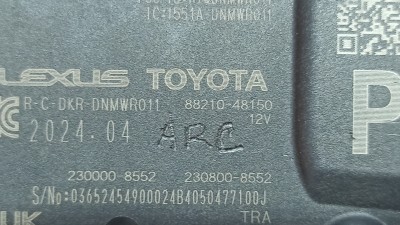 IC:1551A-DNMWR011
LEXUS TOYOTA
R-C-DKR-DNMWR011 88210-48150
12V
2024.04 ARC
P
230000-8552 230800-8552
S/No:03652454900024B4050477100J
UK TRA